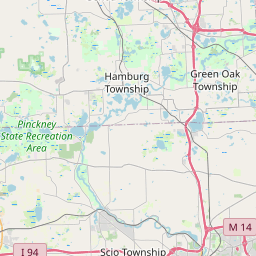 Hamburg
Township
Green Oak
Township
Pinckney
State Recreation
Area
M 14
I 94
Scio Township